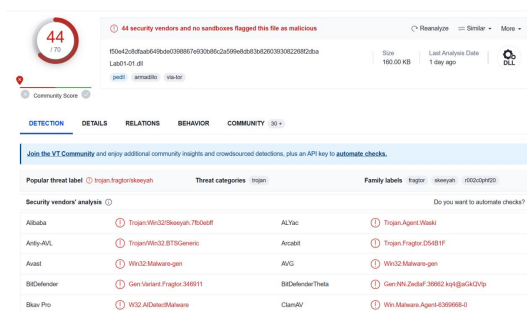 44
/ 70
Community Score
44 security vendors and no sandboxes flagged this file as malicious
Reanalyze Similar More
f50e42c8dfaab649bde0398867e930b86c2a599e8db83b8260393082268f2dba
Lab01-01.dll
pedll armadillo via-tor
Size
160.00 KB
Last Analysis Date
1 day ago
DLL
DETECTION DETAILS RELATIONS BEHAVIOR COMMUNITY 30 +
Join the VT Community and enjoy additional community insights and crowdsourced detections, plus an API key to automate checks.
Popular threat label trojan.fragtor/skeeyah Threat categories trojan Family labels fragtor skeeyah r002c0phf20
Security vendors' analysis Do you want to automate checks?
Alibaba Trojan:Win32/Skeeyah.7fb0ebff ALYac Trojan.Agent.Waski
Antiy-AVL Trojan/Win32.BTSGeneric Arcabit Trojan.Fragtor.D54B1F
Avast Win32:Malware-gen AVG Win32:Malware-gen
BitDefender Gen:Variant.Fragtor.346911 BitDefenderTheta Gen:NN.ZedlaF.36662.kq4@aGkQVtp
Bkav Pro W32.AIDetectMalware ClamAV Win.Malware.Agent-6369668-0